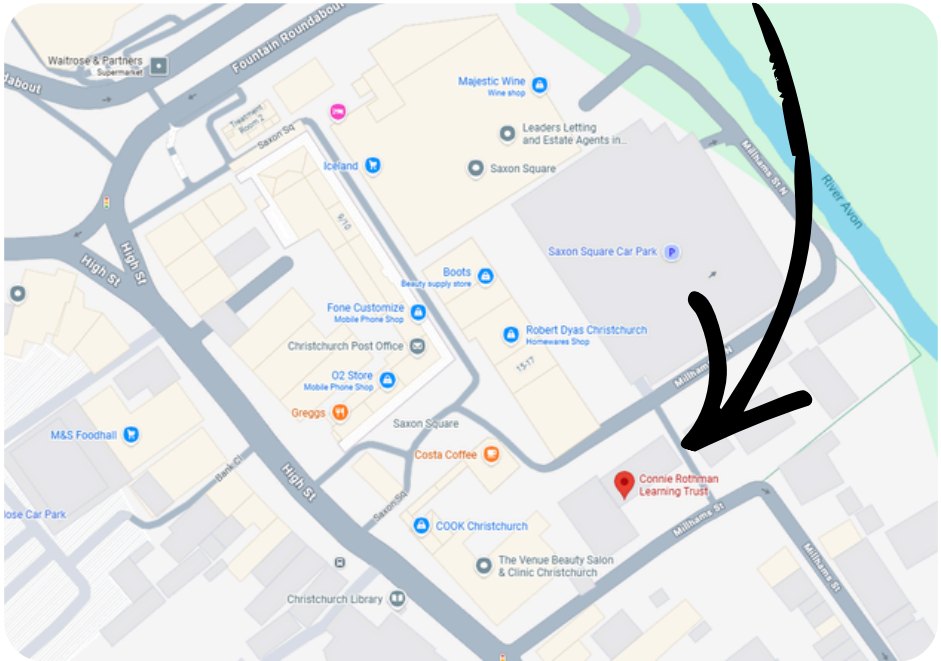 Waitrose & Partners
Supermarket
Fountain Roundabout
dabout
Treatment
Room 2
Saxon Sq
Majestic Wine
Wine shop
Leaders Letting
and Estate Agents in...
Iceland
Saxon Square
Millhams St N
River Avon
9/10
High St
High St
Saxon Square Car Park
P
Boots
Beauty supply store
Fone Customize
Mobile Phone Shop
Robert Dyas Christchurch
Homewares Shop
Christchurch Post Office
15-17
O2 Store
Mobile Phone Shop
Greggs
Saxon Square
M&S Foodhall
Costa Coffee
Bank Cl
High St
Connie Rothman
Learning Trust
Saxon Sq
lose Car Park
COOK Christchurch
Millhams St
The Venue Beauty Salon
& Clinic Christchurch
Millhams St
Christchurch Library